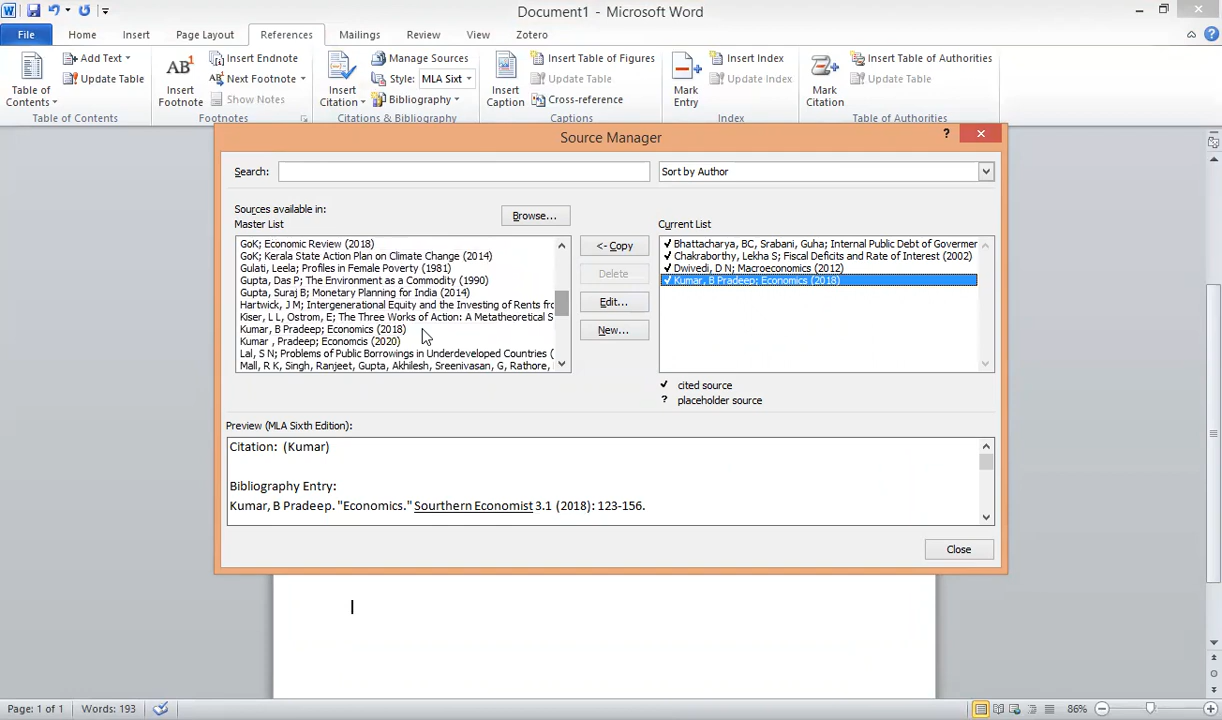 Document1 - Microsoft Word
File Home Insert Page Layout References Mailings Review View Zotero
Table of Contents
Add Text
Update Table
Table of Contents
AB1
Insert Footnote
Insert Endnote
Next Footnote
Show Notes
Footnotes
Insert Citation
Manage Sources
Style: MLA Sixt
Bibliography
Citations & Bibliography
Insert Caption
Insert Table of Figures
Update Table
Cross-reference
Captions
Mark Entry
Insert Index
Update Index
Index
Mark Citation
Insert Table of Authorities
Update Table
Table of Authorities
Source Manager
Search:
Sort by Author
Sources available in:
Master List
Browse...
GoK; Economic Review (2018)
GoK; Kerala State Action Plan on Climate Change (2014)
Gulati, Leela; Profiles in Female Poverty (1981)
Gupta, Das P; The Environment as a Commodity (1990)
Gupta, Suraj B; Monetary Planning for India (2014)
Hartwick, J M; Intergenerational Equity and the Investing of Rents fro
Kiser, L L, Ostrom, E; The Three Works of Action: A Metatheoretical S
Kumar, B Pradeep; Economics (2018)
Kumar , Pradeep; Economcis (2020)
Lal, S N; Problems of Public Borrowings in Underdeveloped Countries (
Mall, R K, Singh, Ranjeet, Gupta, Akhilesh, Sreenivasan, G, Rathore,
<- Copy
Delete
Edit...
New...
Current List
Bhattacharya, BC, Srabani, Guha; Internal Public Debt of Governmer
Chakraborthy, Lekha S; Fiscal Deficits and Rate of Interest (2002)
Dwivedi, D N; Macroeconomics (2012)
Kumar, B Pradeep; Economics (2018)
cited source
? placeholder source
Preview (MLA Sixth Edition):
Citation: (Kumar)
Bibliography Entry:
Kumar, B Pradeep. "Economics." Sourthern Economist 3.1 (2018): 123-156.
Close
Page: 1 of 1 Words: 193 86%